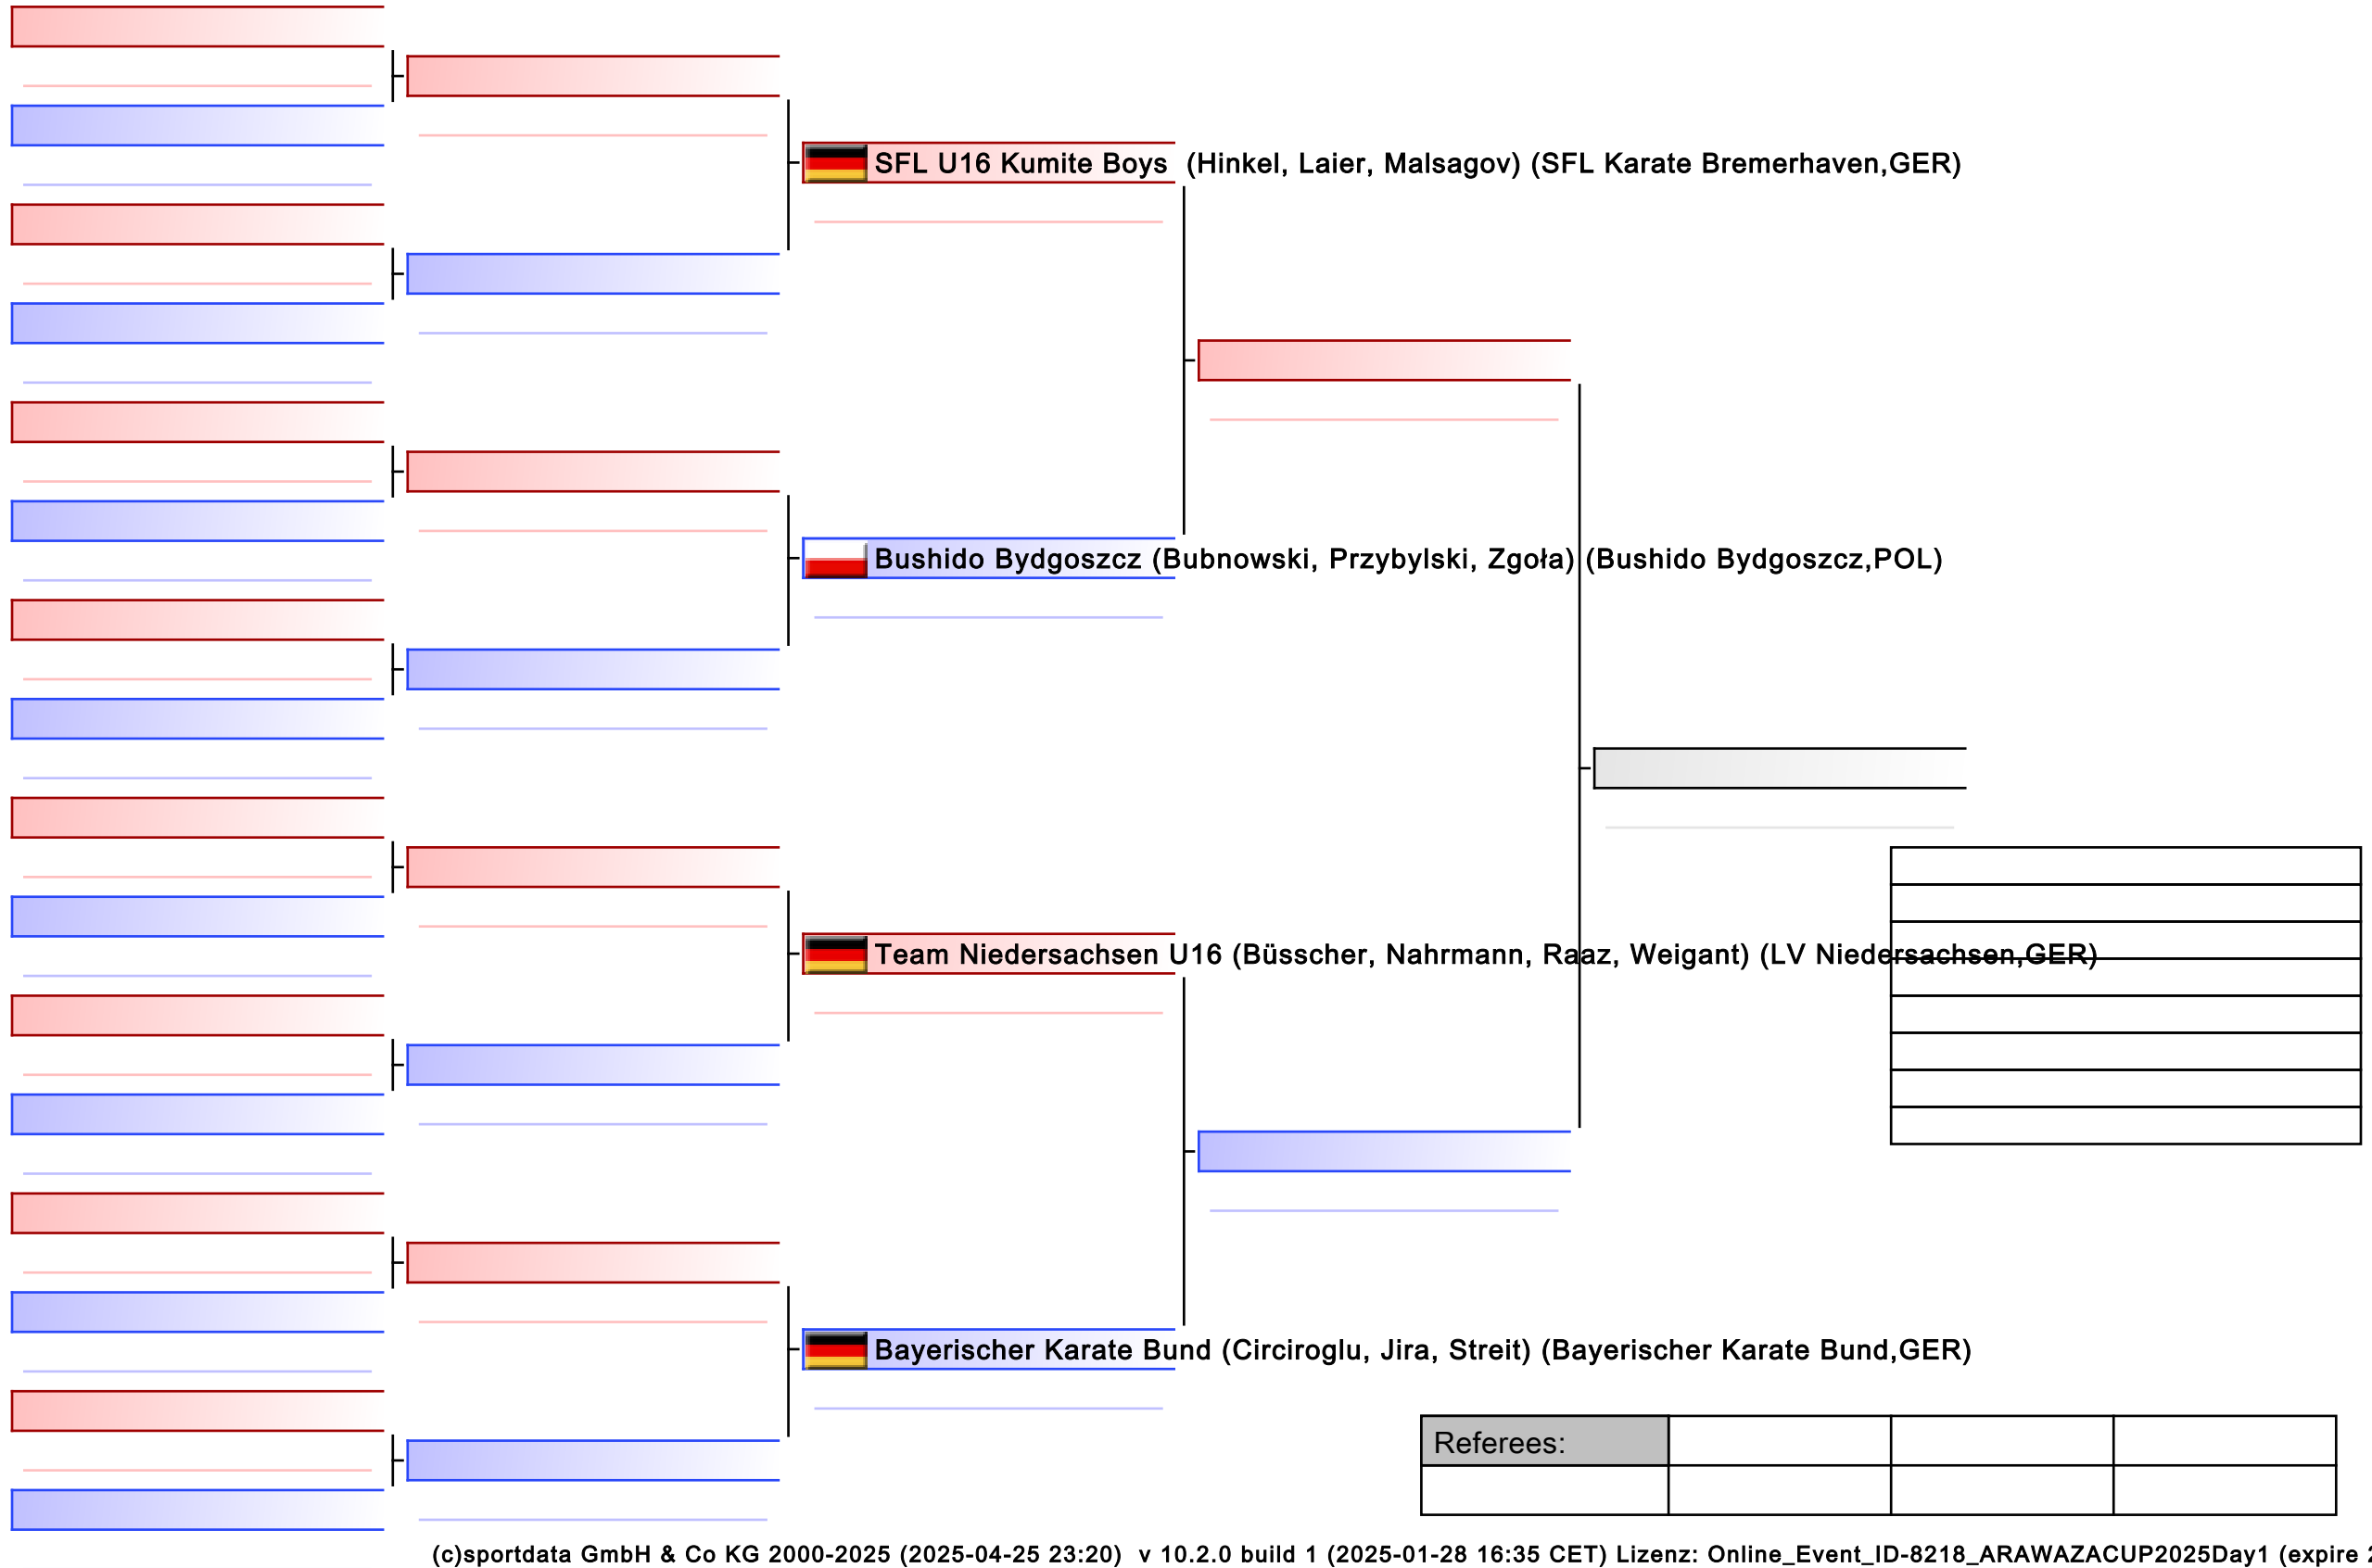 SFL U16 Kumite Boys  (Hinkel, Laier, Malsagov) (SFL Karate Bremerhaven,GER)
Bushido Bydgoszcz (Bubnowski, Przybylski, Zgoła) (Bushido Bydgoszcz,POL)
Team Niedersachsen U16 (Büsscher, Nahrmann, Raaz, Weigant) (LV Niedersachsen,GER)
Bayerischer Karate Bund (Circiroglu, Jira, Streit) (Bayerischer Karate Bund,GER)
Referees:
(c)sportdata GmbH & Co KG 2000-2025 (2025-04-25 23:20)  v 10.2.0 build 1 (2025-01-28 16:35 CET) Lizenz: Online_Event_ID-8218_ARAWAZACUP2025Day1 (expire